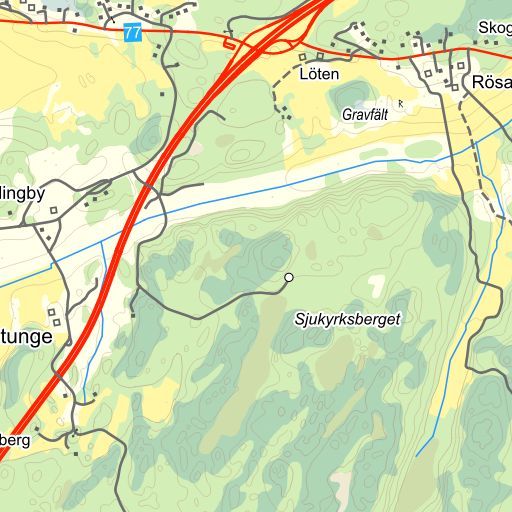 Skog
77
Löten
Rösa
Gravfält
lingby
Sjukyrksberget
tunge
berg